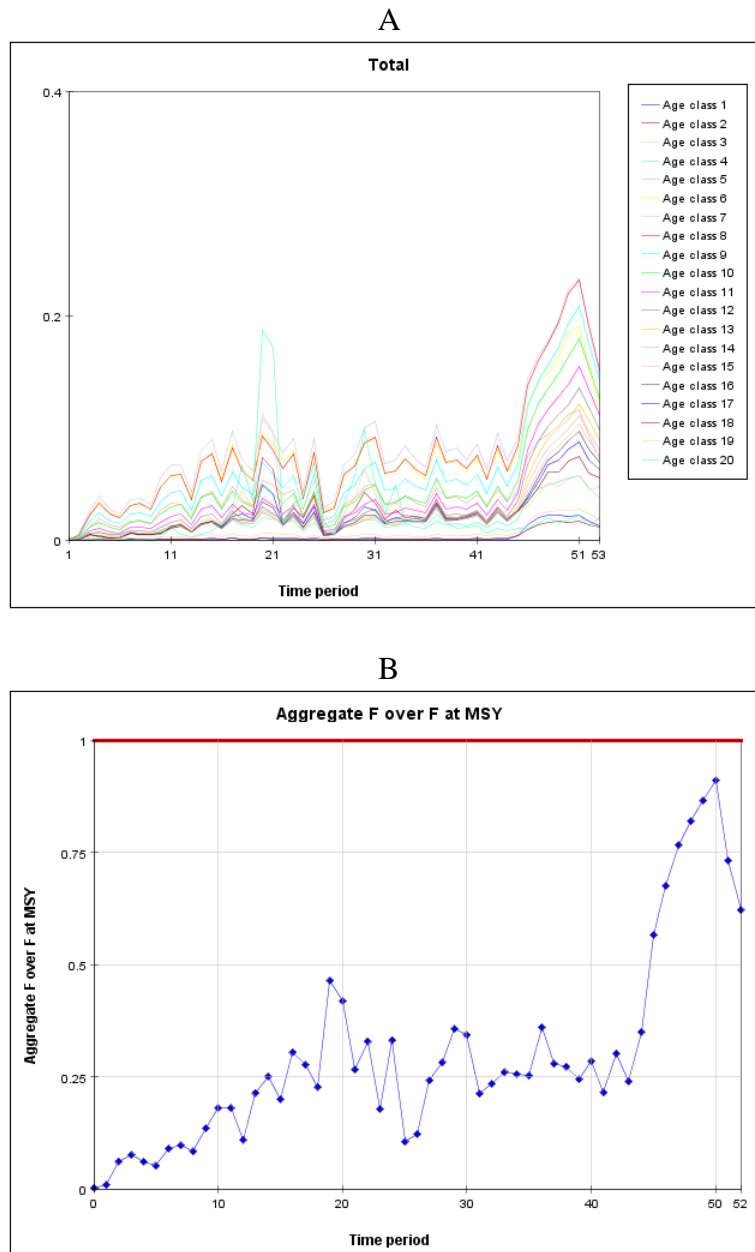 A
Total
0.4
0.2
0
1
11
21
31
41
51
53
Time period
Age class 1
Age class 2
Age class 3
Age class 4
Age class 5
Age class 6
Age class 7
Age class 8
Age class 9
Age class 10
Age class 11
Age class 12
Age class 13
Age class 14
Age class 15
Age class 16
Age class 17
Age class 18
Age class 19
Age class 20
B
Aggregate F over F at MSY
Aggregate F over F at MSY
1
0.75
0.5
0.25
0
0
10
20
30
40
50
52
Time period